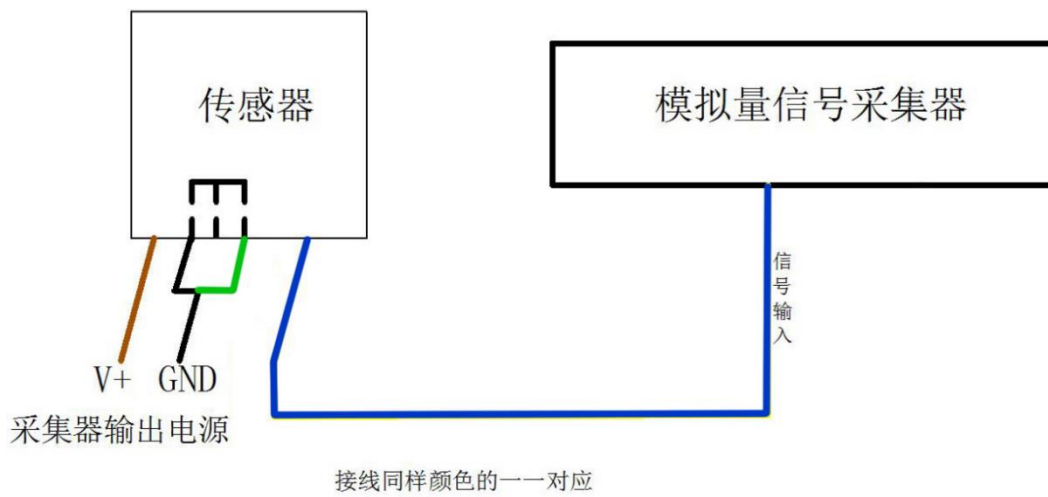 传感器
模拟量信号采集器
信号输入
V+ GND
采集器输出电源
接线同样颜色的一一对应